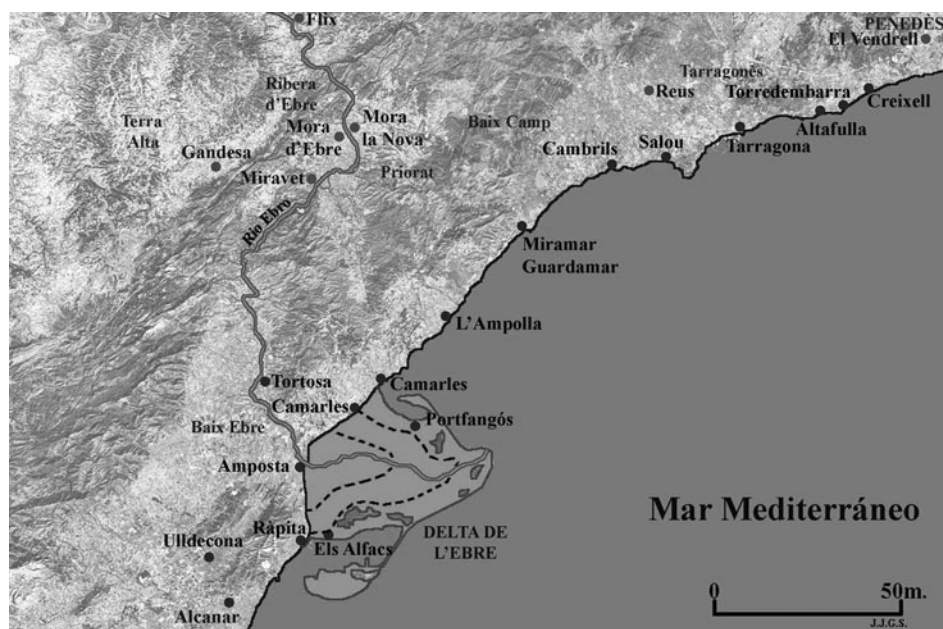 Flix
PENEDÈS
El Vendrell
Tarragonès
Ribera
d'Ebre
Reus
Torredembarra
Creixell
Terra
Alta
Mora
d'Ebre
Mora
la Nova
Baix Camp
Altafulla
Gandesa
Cambrils
Salou
Tarragona
Miravet
Priorat
Río Ebro
Miramar
Guardamar
L'Ampolla
Tortosa
Camarles
Camarles
Portfangós
Baix Ebre
Amposta
Mar Mediterráneo
Ràpita
Ulldecona
Els Alfacs
DELTA DE
L'EBRE
0
50m.
Alcanar
J.J.G.S.